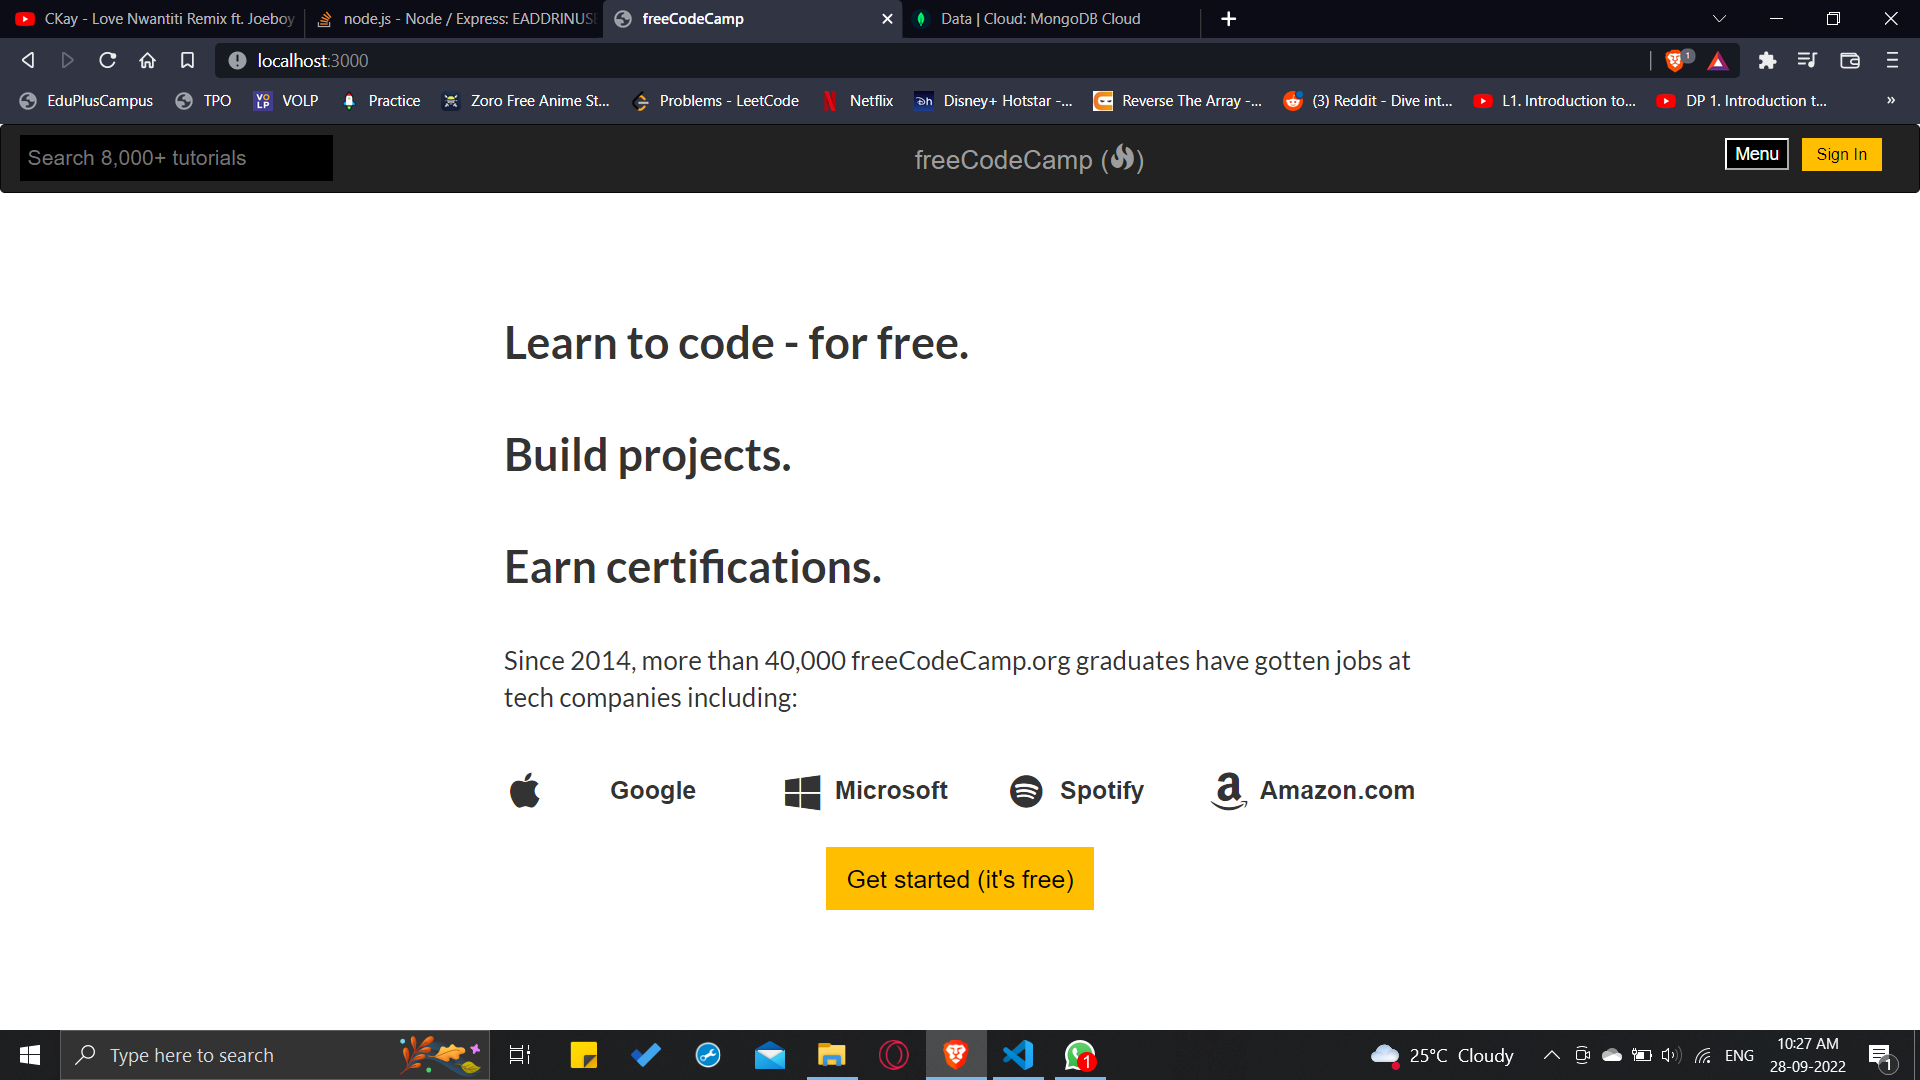 CKay - Love Nwantiti Remix ft. Joeboy
node.js - Node / Express: EADDRINUS
freeCodeCamp
Data | Cloud: MongoDB Cloud
localhost:3000
1
EduPlusCampus
TPO
VOLP
Practice
Zoro Free Anime St...
Problems - LeetCode
Netflix
Disney+ Hotstar -...
Reverse The Array -...
(3) Reddit - Dive int...
L1. Introduction to...
DP 1. Introduction t...
»
Search 8,000+ tutorials
freeCodeCamp ()
Menu
Sign In
Learn to code - for free.
Build projects.
Earn certifications.
Since 2014, more than 40,000 freeCodeCamp.org graduates have gotten jobs at
tech companies including:
Google
Microsoft
Spotify
Amazon.com
Get started (it's free)
Type here to search
1
25°C Cloudy
ENG
10:27 AM
28-09-2022
1